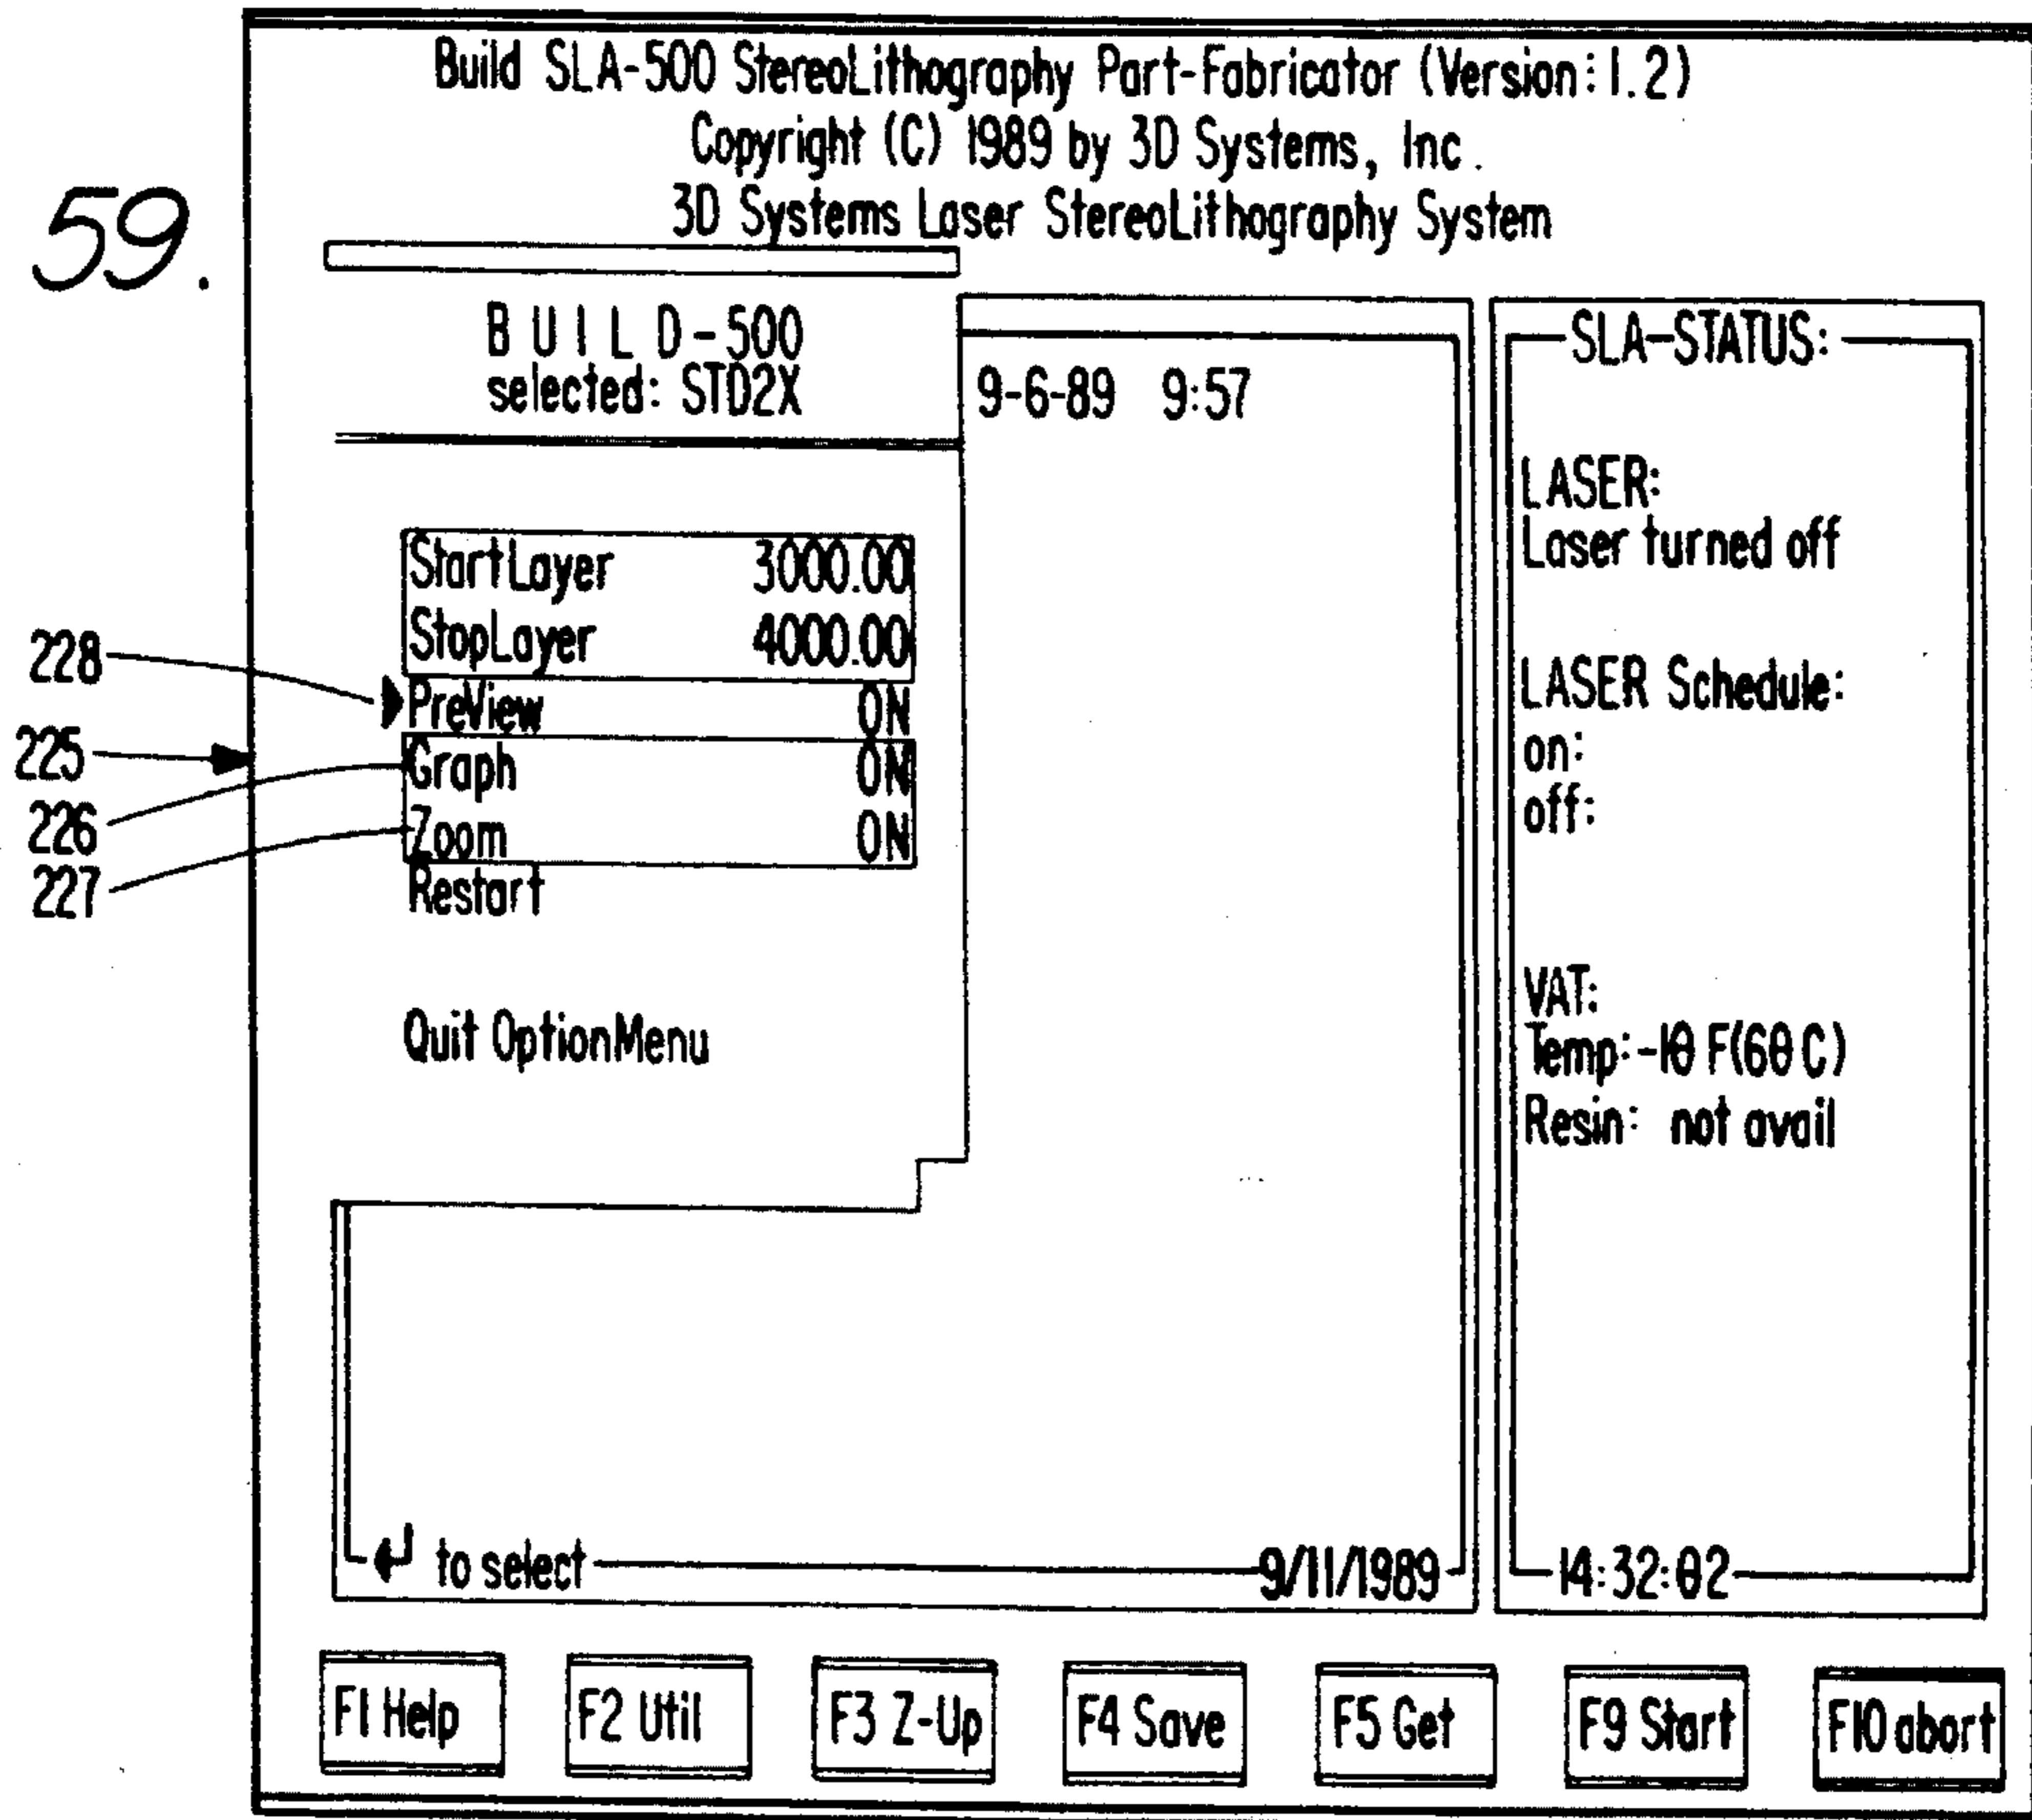 59.
Build SLA-500 StereoLithography Part-Fabricator (Version: 1.2)
Copyright (C) 1989 by 3D Systems, Inc.
3D Systems Laser StereoLithography System
B U I L D - 500
selected: STD2X
9-6-89 9:57
StartLayer 3000.00
StopLayer 4000.00
PreView ON
Graph ON
Zoom ON
Restart
Quit OptionMenu
228
225
226
227
SLA-STATUS:
LASER:
Laser turned off
LASER Schedule:
on:
off:
VAT:
Temp: -10 F(60 C)
Resin: not avail
↵ to select
9/11/1989
14:32:02
F1 Help
F2 Util
F3 Z-Up
F4 Save
F5 Get
F9 Start
F10 abort